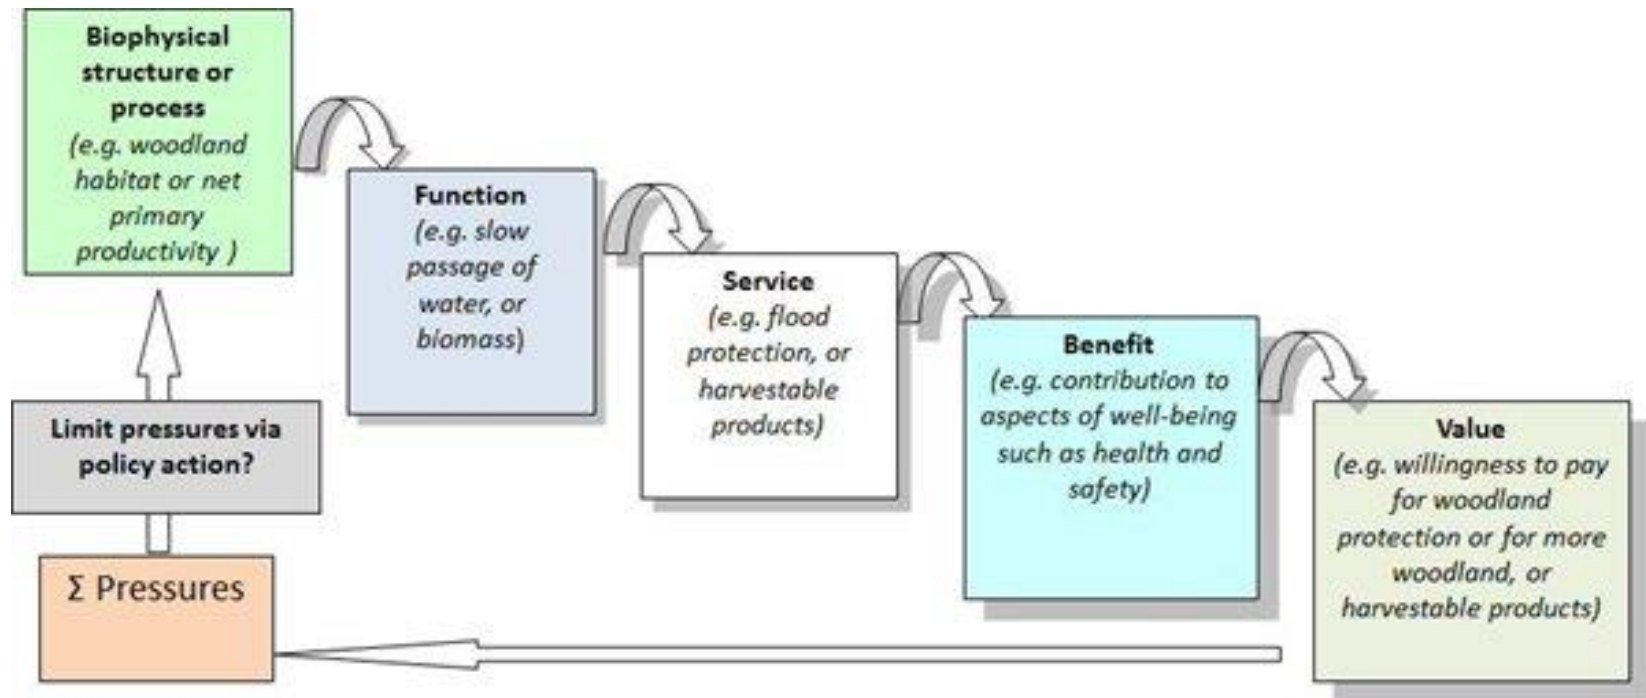 Biophysical
structure or
process
(e.g. woodland
habitat or net
primary
productivity )
Function
(e.g. slow
passage of
water, or
biomass)
Service
(e.g. flood
protection, or
harvestable
products)
Benefit
(e.g. contribution to
aspects of well-being
such as health and
safety)
Value
(e.g. willingness to pay
for woodland
protection or for more
woodland, or
harvestable products)
Limit pressures via
policy action?
Σ Pressures